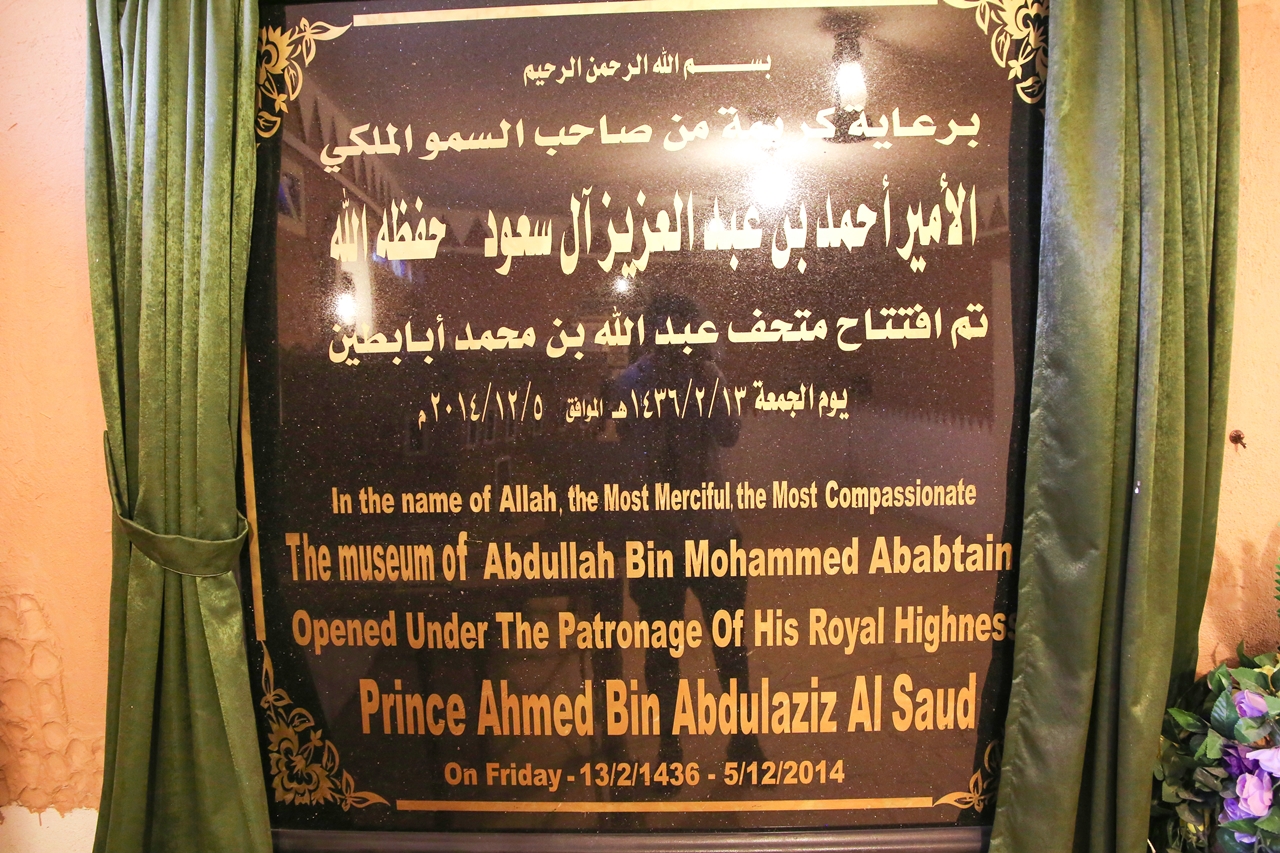 بســـم الله الرحمن الرحيم
برعاية كريمة من صاحب السمو الملكي
الأمير أحمد بن عبد العزيز آل سعود حفظه الله
تم افتتاح متحف عبد الله بن محمد أبابطين
يوم الجمعة ١٤٣٦/٢/١٣هـ الموافق ٢٠١٤/١٢/٥م
In the name of Allah, the Most Merciful, the Most Compassionate
The museum of Abdullah Bin Mohammed Ababtain
Opened Under The Patronage Of His Royal Highness
Prince Ahmed Bin Abdulaziz Al Saud
On Friday - 13/2/1436 - 5/12/2014